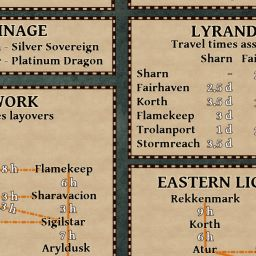 INAGE
- Silver Sovereign
- Platinum Dragon
WORK
es layovers
8 h Flamekeep
6 h
3 h Sharavacion
3 h 3 h
Sigilstar
7 h
Aryldusk
LYRAND
Travel times ass
Sharn Fai
Sharn –
Fairhaven 2.5 d
Korth 3.5 d
Flamekeep 3 d
Trolanport 1 d
Stormreach 3.5 d
EASTERN LIG
Rekkenmark
9 h
Korth
6 h
Atur